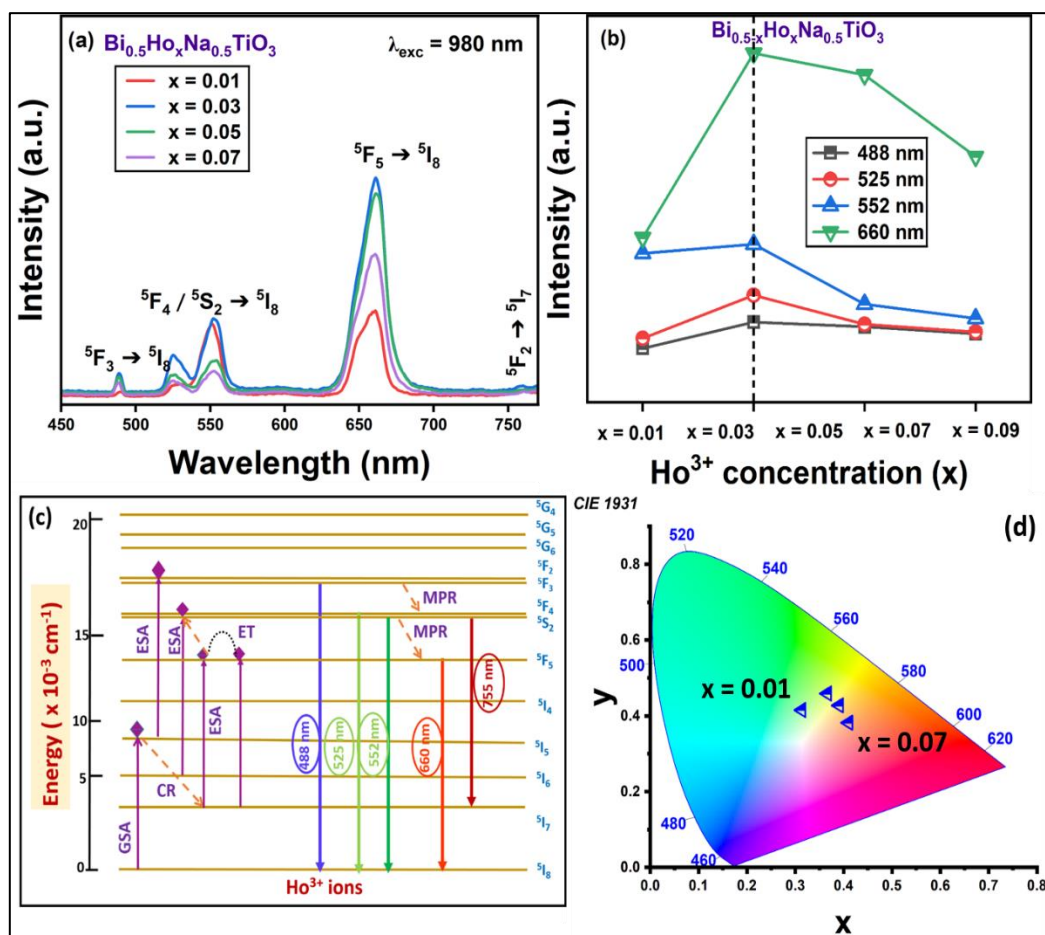 (a)
Bi0.5HoxNa0.5TiO3
λexc = 980 nm
x = 0.01
x = 0.03
x = 0.05
x = 0.07
⁵F₅ → ⁵I₈
⁵F₄ / ⁵S₂ → ⁵I₈
⁵F₃ → ⁵I₈
⁵F₂ → ⁵I₇
Intensity (a.u.)
450 500 550 600 650 700 750
Wavelength (nm)
(b)
Bi0.5-xHoxNa0.5TiO3
488 nm
525 nm
552 nm
660 nm
Intensity (a.u.)
x = 0.01 x = 0.03 x = 0.05 x = 0.07 x = 0.09
Ho³⁺ concentration (x)
(c)
20
15
10
5
0
Energy ( x 10⁻³ cm⁻¹)
⁵G₄
⁵G₅
⁵G₆
⁵F₂
⁵F₃
⁵F₄
⁵S₂
⁵F₅
⁵I₄
⁵I₅
⁵I₆
⁵I₇
⁵I₈
ESA
ESA
ET
ESA
CR
GSA
MPR
MPR
488 nm
525 nm
552 nm
660 nm
755 nm
Ho³⁺ ions
CIE 1931
(d)
520
540
560
580
600
620
500
480
460
x = 0.01
x = 0.07
y
0.8
0.6
0.4
0.2
0.0
0.0 0.1 0.2 0.3 0.4 0.5 0.6 0.7 0.8
x